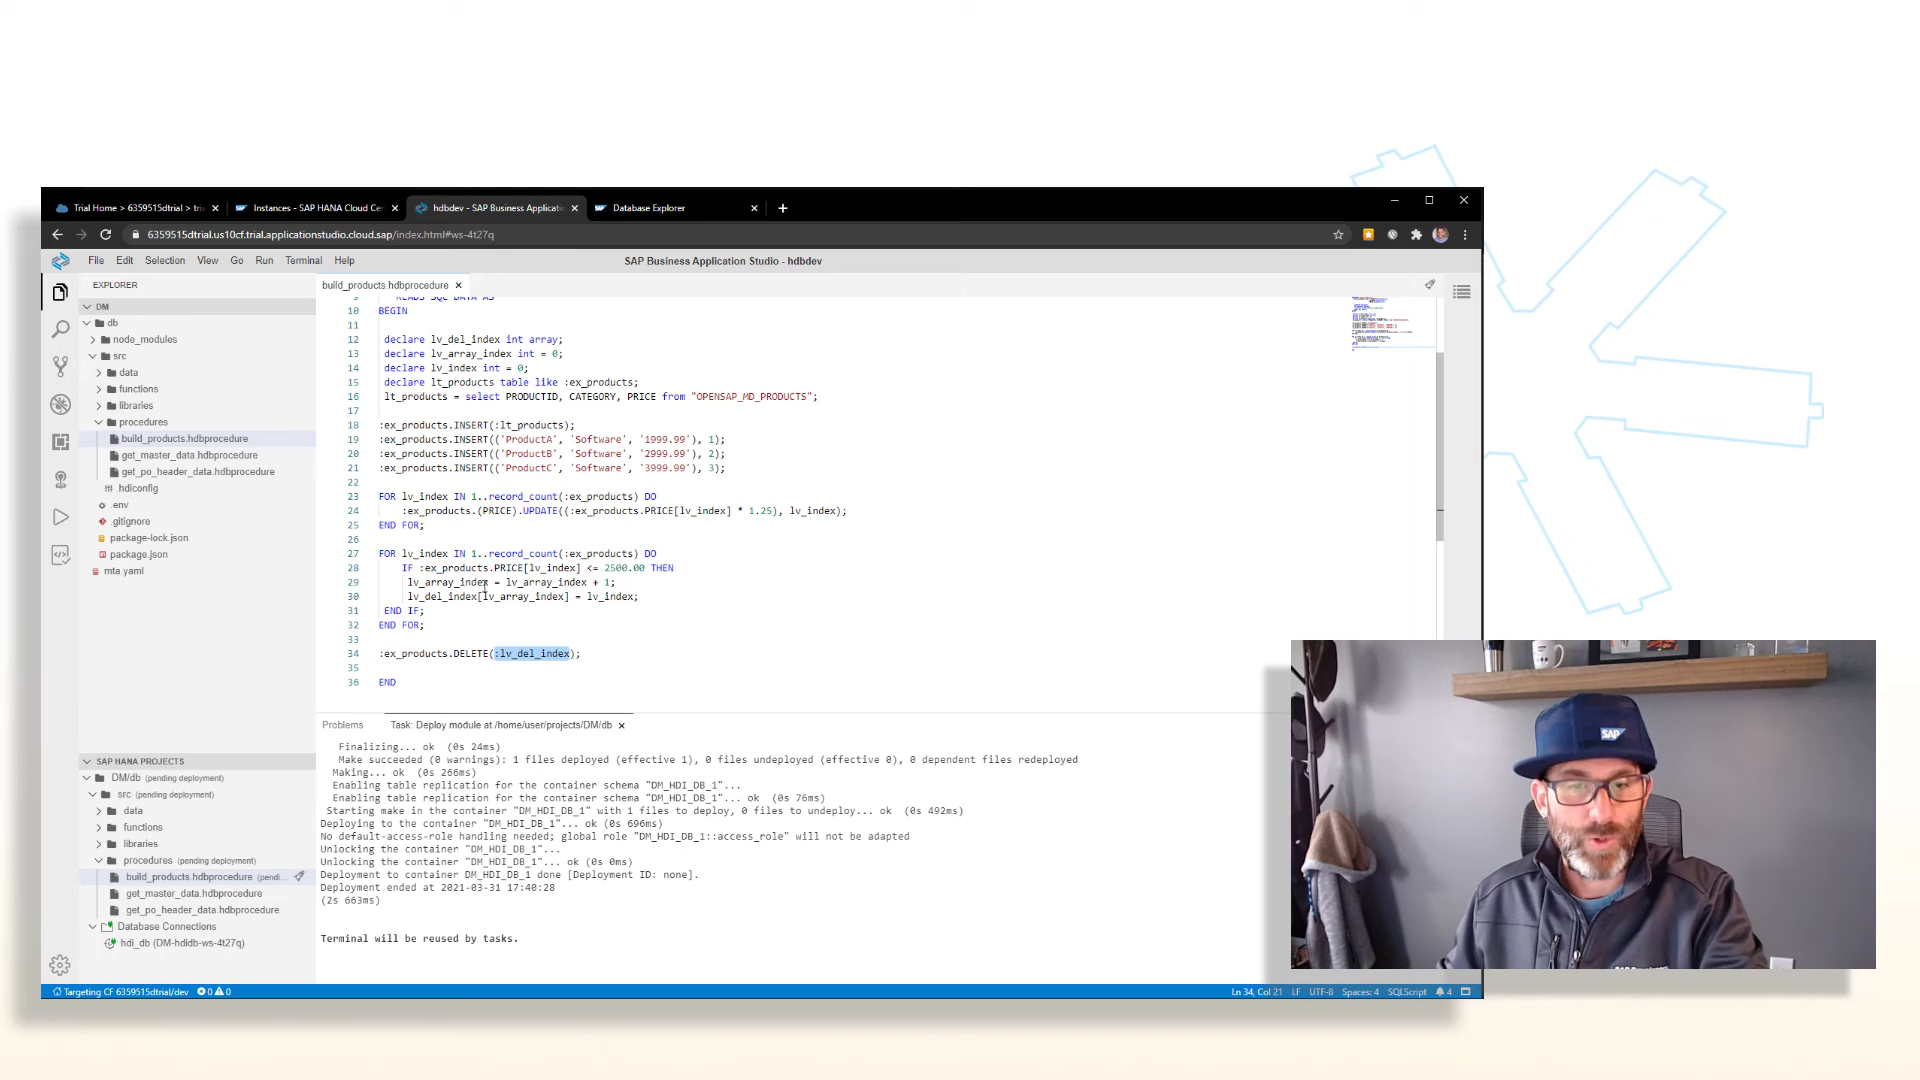 Trial Home > 6359515dtrial > tri
Instances - SAP HANA Cloud Ce
hdbdev - SAP Business Applicati
Database Explorer
6359515dtrial.us10cf.trial.applicationstudio.cloud.sap/index.html#ws-4t27q
File Edit Selection View Go Run Terminal Help
SAP Business Application Studio - hdbdev
EXPLORER
DM
db
node_modules
src
data
functions
libraries
procedures
build_products.hdbprocedure
get_master_data.hdbprocedure
get_po_header_data.hdbprocedure
.hdiconfig
.env
.gitignore
package-lock.json
package.json
mta.yaml
SAP HANA PROJECTS
DM/db (pending deployment)
src (pending deployment)
data
functions
libraries
procedures (pending deployment)
build_products.hdbprocedure (pendi...
get_master_data.hdbprocedure
get_po_header_data.hdbprocedure
Database Connections
hdi_db (DM-hdidb-ws-4t27q)
build_products.hdbprocedure
9 READS SQL DATA AS
10 BEGIN
11
12 declare lv_del_index int array;
13 declare lv_array_index int = 0;
14 declare lv_index int = 0;
15 declare lt_products table like :ex_products;
16 lt_products = select PRODUCTID, CATEGORY, PRICE from "OPENSAP_MD_PRODUCTS";
17
18 :ex_products.INSERT(:lt_products);
19 :ex_products.INSERT(('ProductA', 'Software', '1999.99'), 1);
20 :ex_products.INSERT(('ProductB', 'Software', '2999.99'), 2);
21 :ex_products.INSERT(('ProductC', 'Software', '3999.99'), 3);
22
23 FOR lv_index IN 1..record_count(:ex_products) DO
24 :ex_products.(PRICE).UPDATE((:ex_products.PRICE[lv_index] * 1.25), lv_index);
25 END FOR;
26
27 FOR lv_index IN 1..record_count(:ex_products) DO
28 IF :ex_products.PRICE[lv_index] <= 2500.00 THEN
29 lv_array_index = lv_array_index + 1;
30 lv_del_index[lv_array_index] = lv_index;
31 END IF;
32 END FOR;
33
34 :ex_products.DELETE(:lv_del_index);
35
36 END
Problems Task: Deploy module at /home/user/projects/DM/db
Finalizing... ok (0s 24ms)
Make succeeded (0 warnings): 1 files deployed (effective 1), 0 files undeployed (effective 0), 0 dependent files redeployed
Making... ok (0s 266ms)
Enabling table replication for the container schema "DM_HDI_DB_1"...
Enabling table replication for the container schema "DM_HDI_DB_1"... ok (0s 76ms)
Starting make in the container "DM_HDI_DB_1" with 1 files to deploy, 0 files to undeploy... ok (0s 492ms)
Deploying to the container "DM_HDI_DB_1"... ok (0s 696ms)
No default-access-role handling needed; global role "DM_HDI_DB_1::access_role" will not be adapted
Unlocking the container "DM_HDI_DB_1"...
Unlocking the container "DM_HDI_DB_1"... ok (0s 0ms)
Deployment to container DM_HDI_DB_1 done [Deployment ID: none].
Deployment ended at 2021-03-31 17:40:28
(2s 663ms)
Terminal will be reused by tasks.
SAP
Targeting CF 6359515dtrial/dev 0 0
Ln 34, Col 21 LF UTF-8 Spaces: 4 SQLScript 4